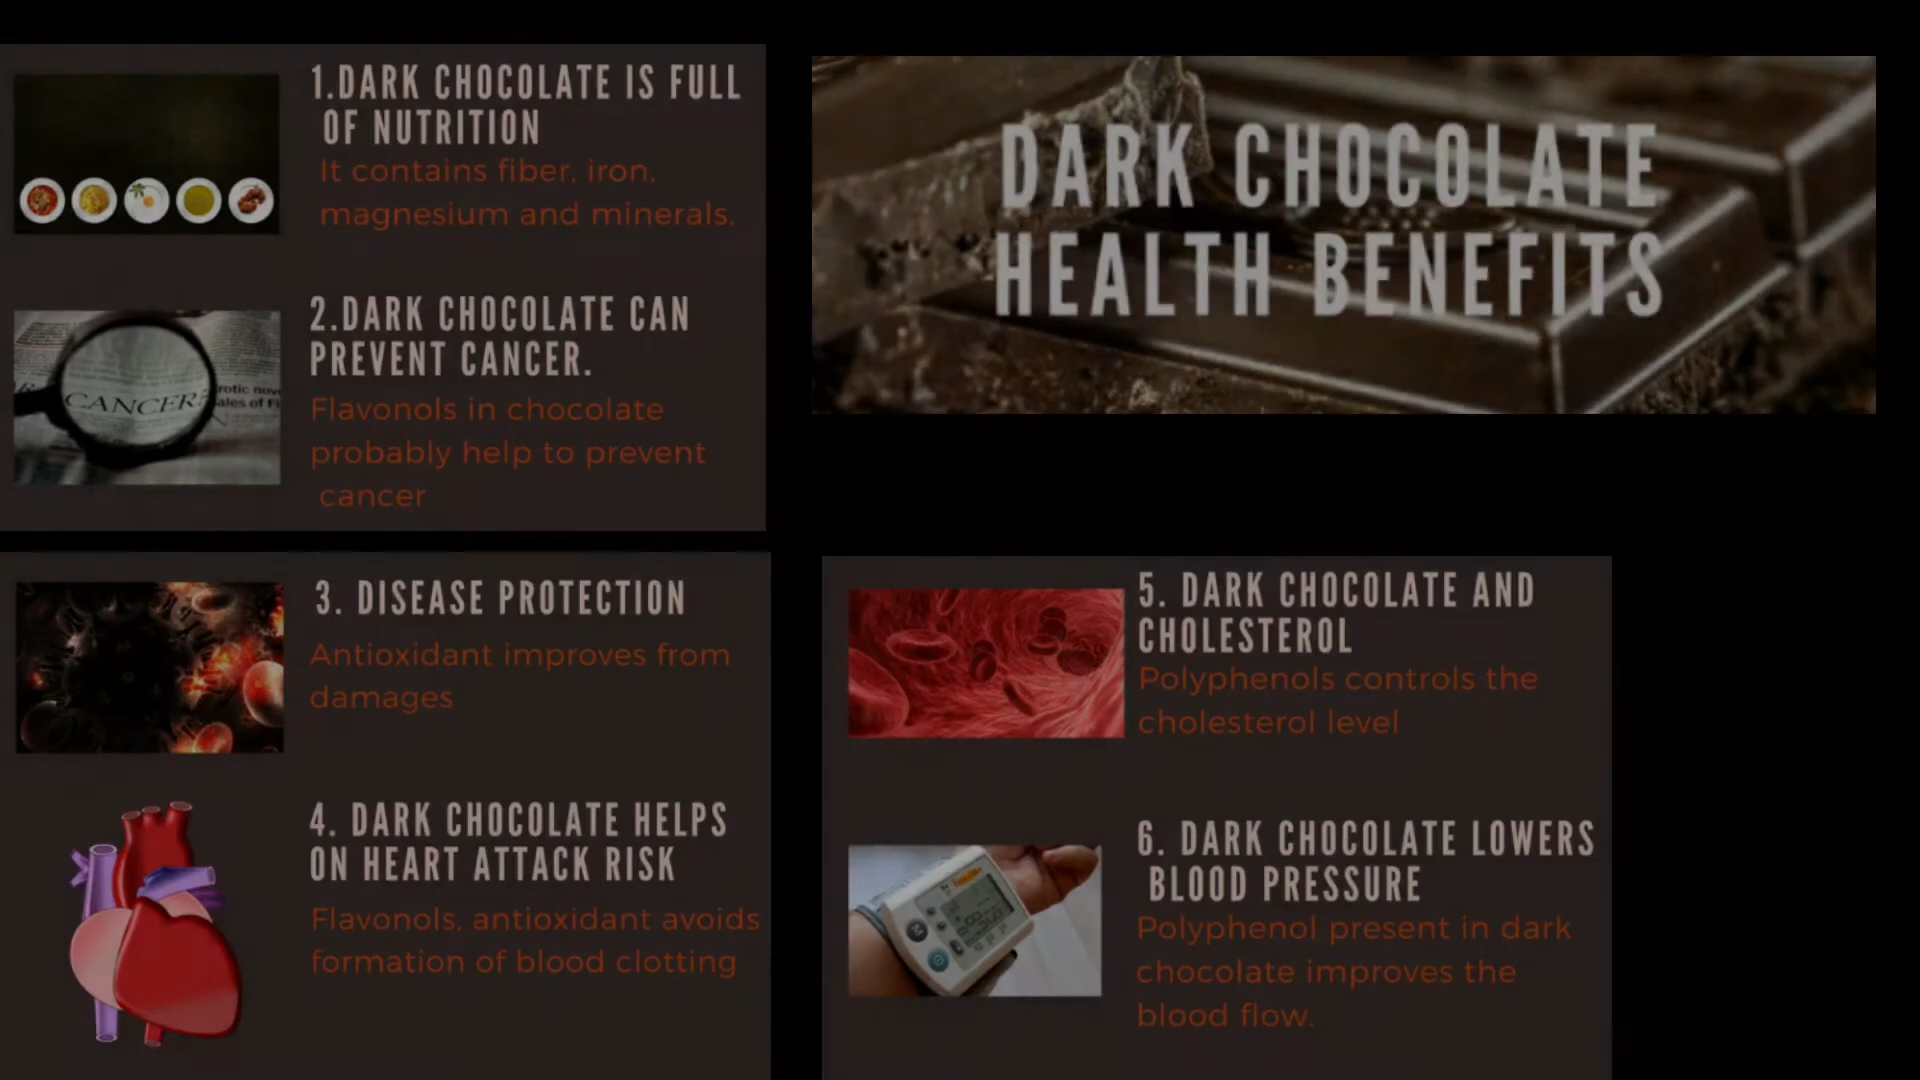 DARK CHOCOLATE
HEALTH BENEFITS
1.DARK CHOCOLATE IS FULL
OF NUTRITION
It contains fiber, iron,
magnesium and minerals.
CANCER?
2.DARK CHOCOLATE CAN
PREVENT CANCER.
Flavonols in chocolate
probably help to prevent
cancer
3. DISEASE PROTECTION
Antioxidant improves from
damages
4. DARK CHOCOLATE HELPS
ON HEART ATTACK RISK
Flavonols, antioxidant avoids
formation of blood clotting
5. DARK CHOCOLATE AND
CHOLESTEROL
Polyphenols controls the
cholesterol level
6. DARK CHOCOLATE LOWERS
BLOOD PRESSURE
Polyphenol present in dark
chocolate improves the
blood flow.